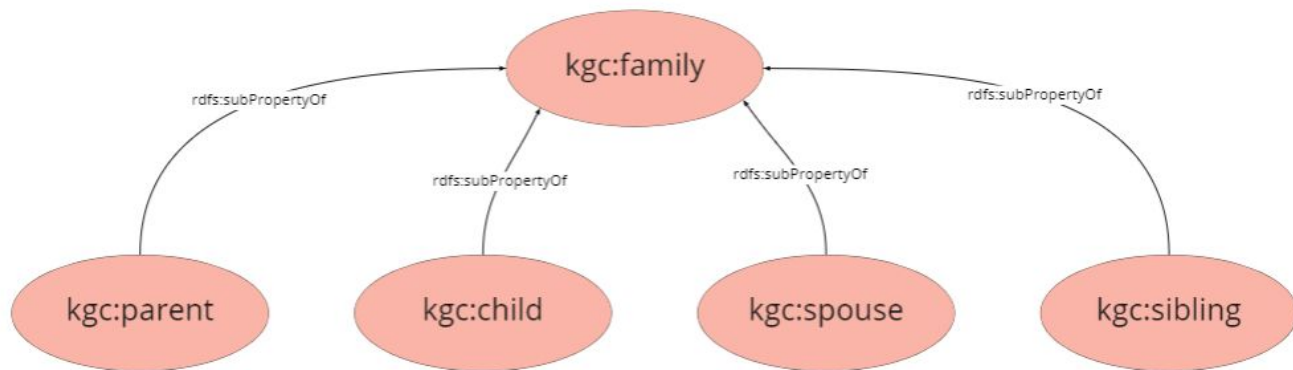 kgc:family
rdfs:subPropertyOf
rdfs:subPropertyOf
rdfs:subPropertyOf
rdfs:subPropertyOf
kgc:parent
kgc:child
kgc:spouse
kgc:sibling